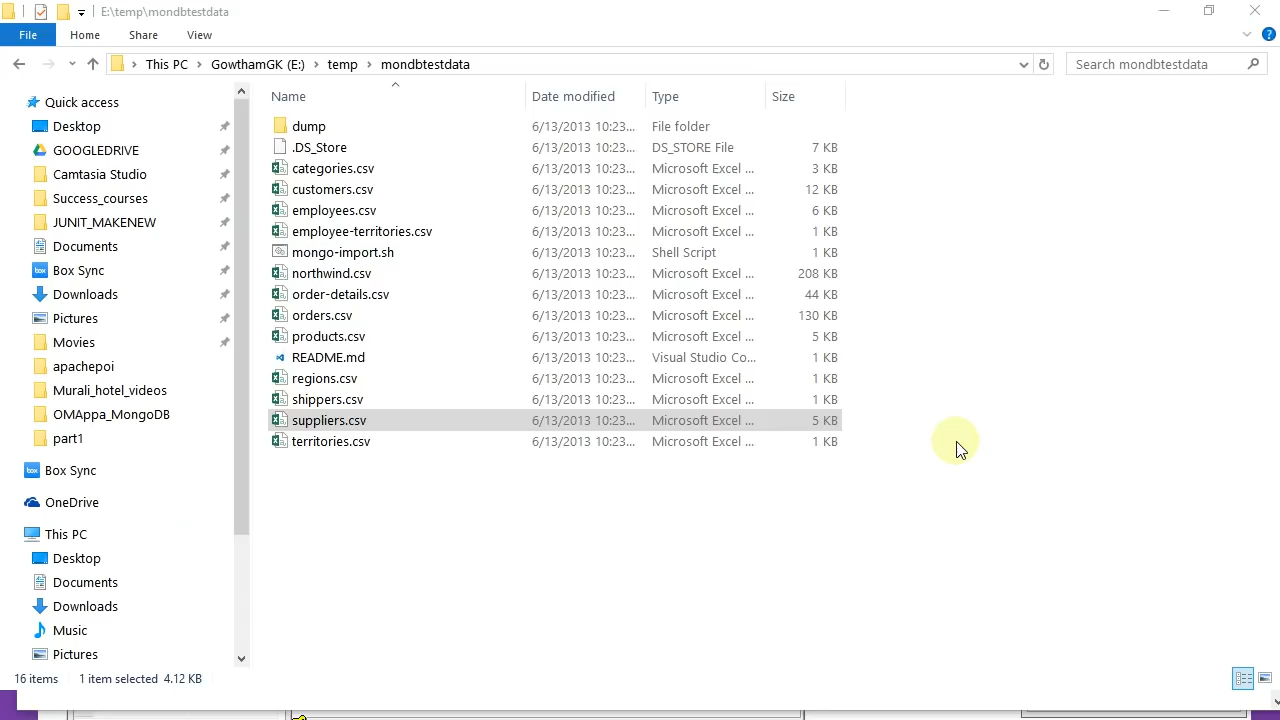 E:\temp\mondbtestdata
File Home Share View
This PC GowthamGK (E:) temp mondbtestdata Search mondbtestdata
Name Date modified Type Size
dump 6/13/2013 10:23... File folder
.DS_Store 6/13/2013 10:23... DS_STORE File 7 KB
categories.csv 6/13/2013 10:23... Microsoft Excel ... 3 KB
customers.csv 6/13/2013 10:23... Microsoft Excel ... 12 KB
employees.csv 6/13/2013 10:23... Microsoft Excel ... 6 KB
employee-territories.csv 6/13/2013 10:23... Microsoft Excel ... 1 KB
mongo-import.sh 6/13/2013 10:23... Shell Script 1 KB
northwind.csv 6/13/2013 10:23... Microsoft Excel ... 208 KB
order-details.csv 6/13/2013 10:23... Microsoft Excel ... 44 KB
orders.csv 6/13/2013 10:23... Microsoft Excel ... 130 KB
products.csv 6/13/2013 10:23... Microsoft Excel ... 5 KB
README.md 6/13/2013 10:23... Visual Studio Co... 1 KB
regions.csv 6/13/2013 10:23... Microsoft Excel ... 1 KB
shippers.csv 6/13/2013 10:23... Microsoft Excel ... 1 KB
suppliers.csv 6/13/2013 10:23... Microsoft Excel ... 5 KB
territories.csv 6/13/2013 10:23... Microsoft Excel ... 1 KB
Quick access
Desktop
GOOGLEDRIVE
Camtasia Studio
Success_courses
JUNIT_MAKENEW
Documents
Box Sync
Downloads
Pictures
Movies
apachepoi
Murali_hotel_videos
OMAppa_MongoDB
part1
box Box Sync
OneDrive
This PC
Desktop
Documents
Downloads
Music
Pictures
16 items 1 item selected 4.12 KB